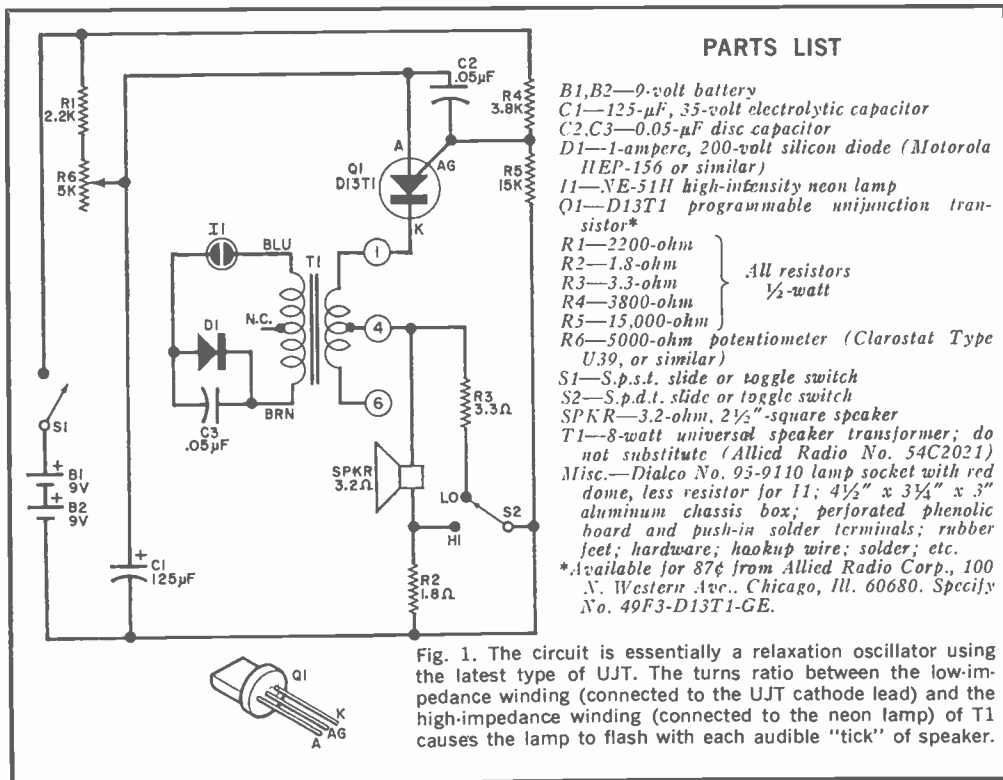 R1
2.2K
R6
5K
C2
.05µF
R4
3.8K
A
AG
Q1
D13T1
R5
15K
K
I1
BLU
T1
1
N.C.
4
D1
6
C3
.05µF
BRN
R3
3.3Ω
S1
B1
9V
B2
9V
SPKR
3.2Ω
LO
S2
HI
C1
125µF
R2
1.8Ω
Q1
K
AG
A
PARTS LIST
B1,B2—9-volt battery
C1—125-µF, 35-volt electrolytic capacitor
C2,C3—0.05-µF disc capacitor
D1—1-ampere, 200-volt silicon diode (Motorola
HEP-156 or similar)
I1—NE-51H high-intensity neon lamp
Q1—D13T1 programmable unijunction tran-
sistor*
R1—2200-ohm
R2—1.8-ohm
R3—3.3-ohm
R4—3800-ohm
R5—15,000-ohm
All resistors
½-watt
R6—5000-ohm potentiometer (Clarostat Type
U39, or similar)
S1—S.p.s.t. slide or toggle switch
S2—S.p.d.t. slide or toggle switch
SPKR—3.2-ohm, 2½"-square speaker
T1—8-watt universal speaker transformer; do
not substitute (Allied Radio No. 54C2021)
Misc.—Dialco No. 95-9110 lamp socket with red
dome, less resistor for I1; 4½" x 3¼" x 3"
aluminum chassis box; perforated phenolic
board and push-in solder terminals; rubber
feet; hardware; hookup wire; solder; etc.
*Available for 87¢ from Allied Radio Corp., 100
N. Western Ave., Chicago, Ill. 60680. Specify
No. 49F3-D13T1-GE.
Fig. 1. The circuit is essentially a relaxation oscillator using
the latest type of UJT. The turns ratio between the low-im-
pedance winding (connected to the UJT cathode lead) and the
high-impedance winding (connected to the neon lamp) of T1
causes the lamp to flash with each audible "tick" of speaker.